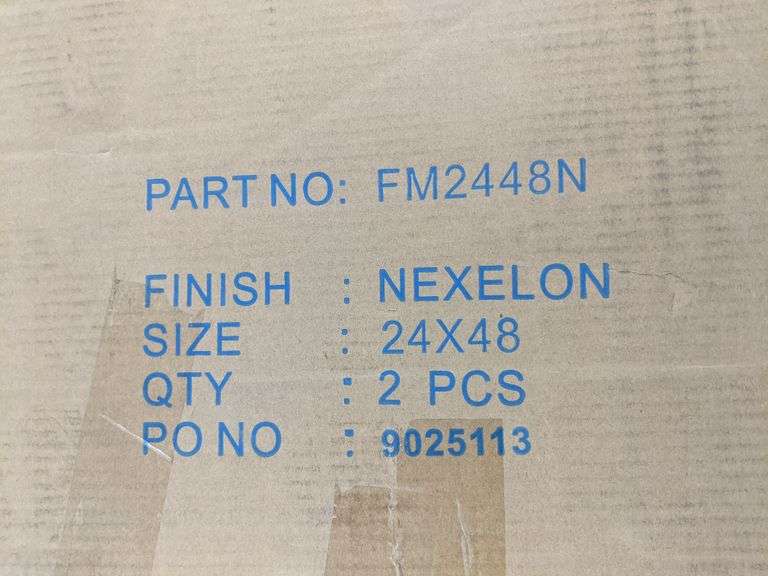 PART NO: FM2448N
FINISH : NEXELON
SIZE : 24X48
QTY : 2 PCS
PO NO : 9025113